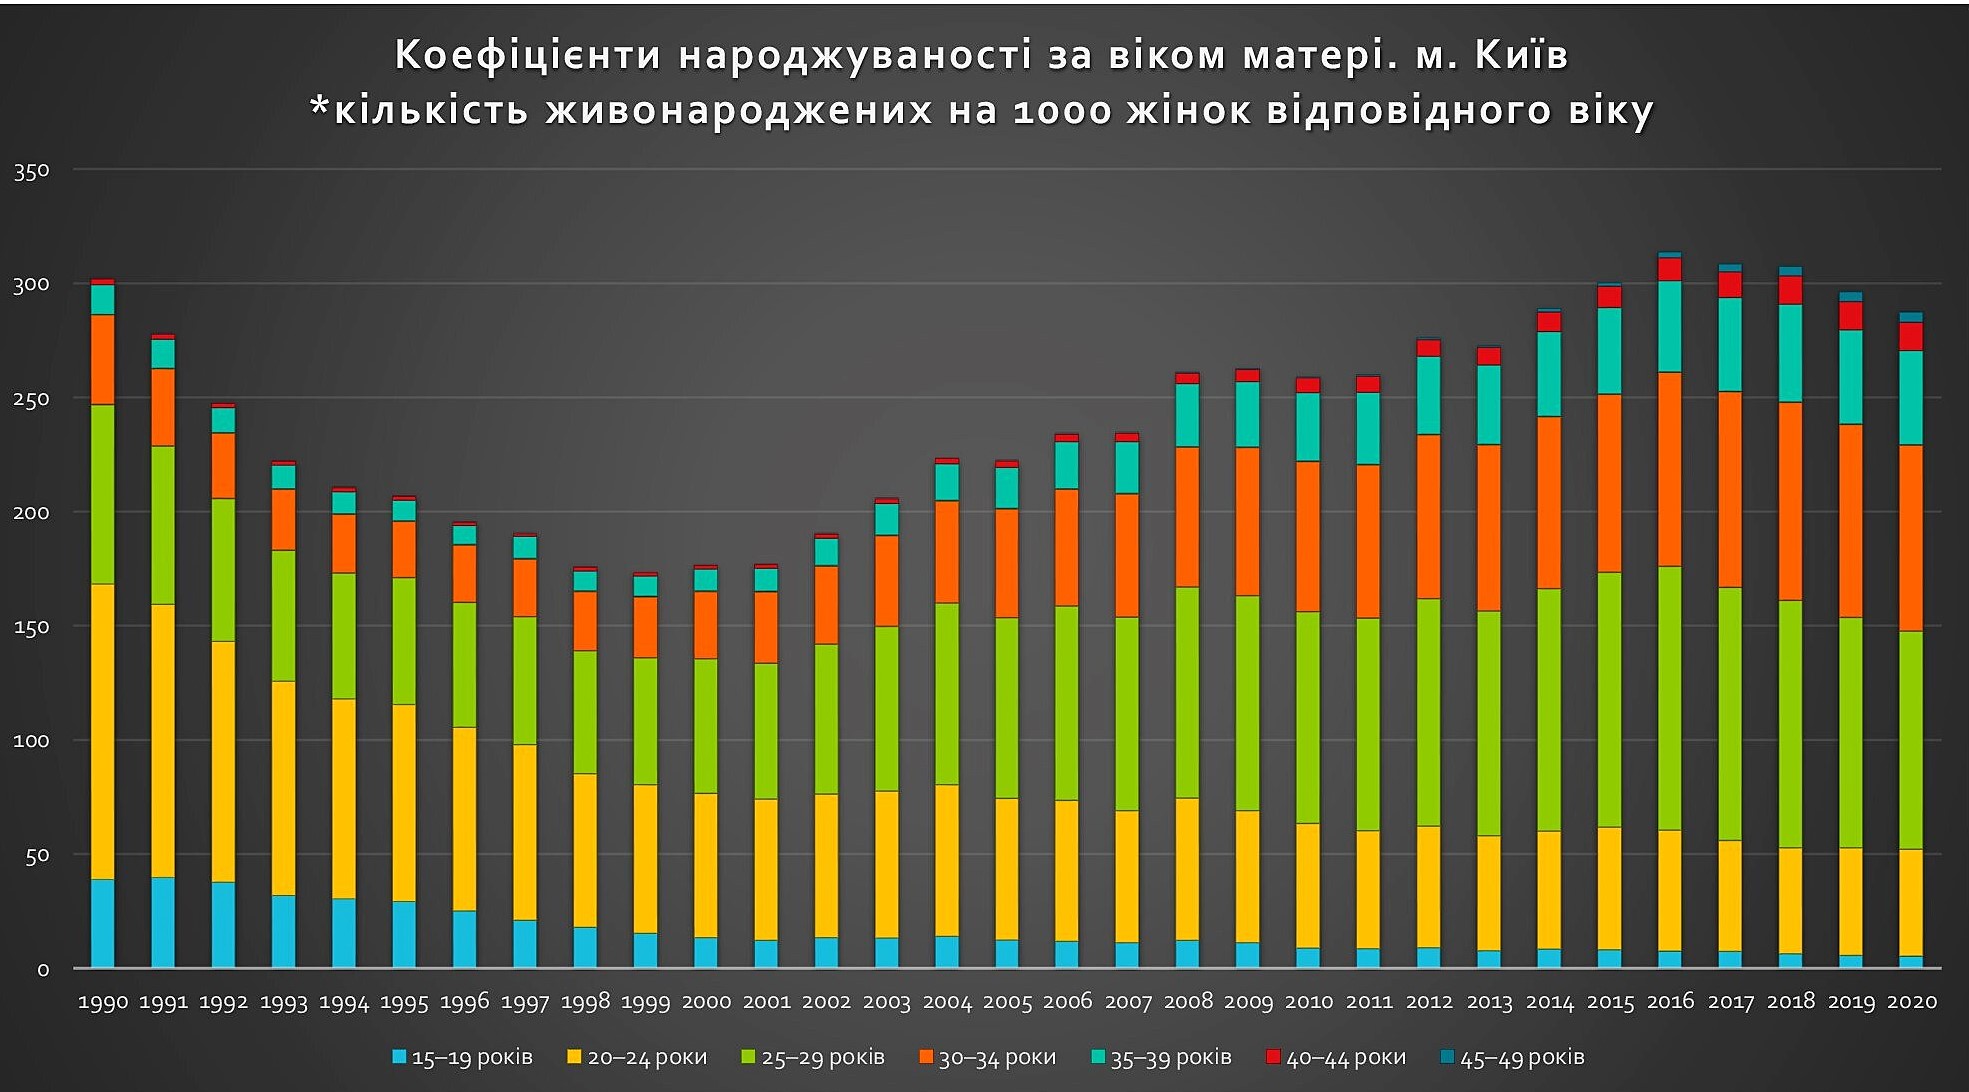 Коефіцієнти народжуваності за віком матері. м. Київ
*кількість живонароджених на 1000 жінок відповідного віку
350
300
250
200
150
100
50
0
1990 1991 1992 1993 1994 1995 1996 1997 1998 1999 2000 2001 2002 2003 2004 2005 2006 2007 2008 2009 2010 2011 2012 2013 2014 2015 2016 2017 2018 2019 2020
15–19 років 20–24 роки 25–29 років 30–34 роки 35–39 років 40–44 роки 45–49 років